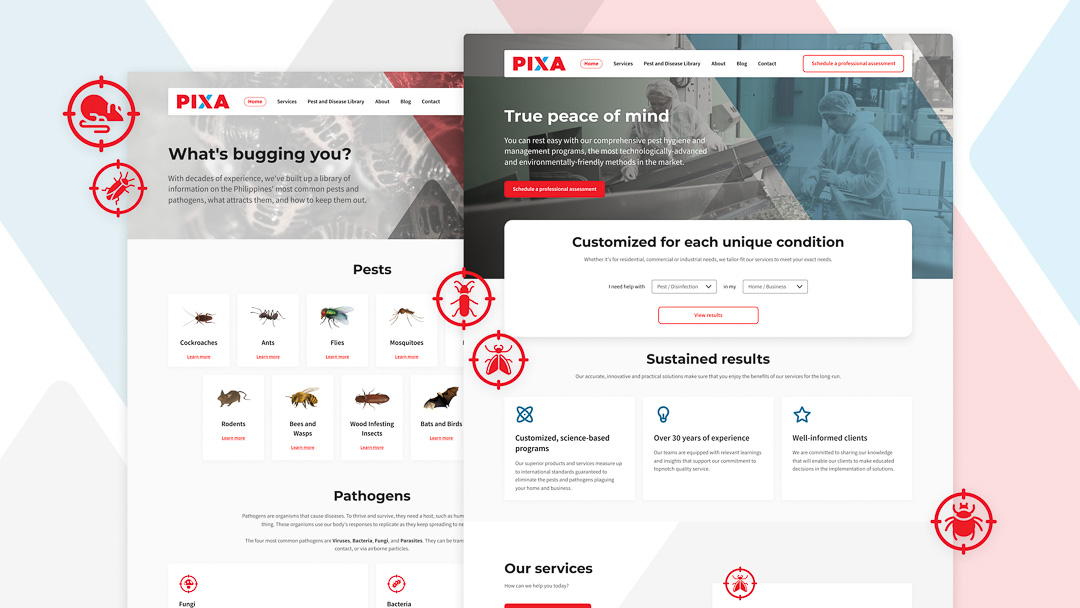 PIXA
Home Services Pest and Disease Library About Blog Contact
What's bugging you?
With decades of experience, we've built up a library of
information on the Philippines' most common pests and
pathogens, what attracts them, and how to keep them out.
Pests
Cockroaches
Learn more
Ants
Learn more
Flies
Learn more
Mosquitoes
Learn more
Rodents
Learn more
Bees and
Wasps
Learn more
Wood Infesting
Insects
Learn more
Bats and Birds
Learn more
Pathogens
Pathogens are organisms that cause diseases. To thrive and survive, they need a host, such as
thing. These organisms use our body's responses to replicate as they keep spreading to
The four most common pathogens are Viruses, Bacteria, Fungi, and Parasites. They can be
contact, or via airborne particles.
Fungi
Bacteria
PIXA
Home Services Pest and Disease Library About Blog Contact Schedule a professional assessment
True peace of mind
You can rest easy with our comprehensive pest hygiene and
management programs, the most technologically-advanced
and environmentally-friendly methods in the market.
Schedule a professional assessment
Customized for each unique condition
Whether it's for residential, commercial or industrial needs, we tailor-fit our services to meet your exact needs.
I need help with Pest / Disinfection in my Home / Business
View results
Sustained results
Our accurate, innovative and practical solutions make sure that you enjoy the benefits of our services for the long-run.
Customized, science-based
programs
Our superior products and services measure up
to international standards guaranteed to
eliminate the pests and pathogens plaguing
your home and business.
Over 30 years of experience
Our teams are equipped with relevant learnings
and insights that support our commitment to
topnotch quality service.
Well-informed clients
We are committed to sharing our knowledge
that will enable our clients to make educated
decisions in the implementation of solutions.
Our services
How can we help you today?